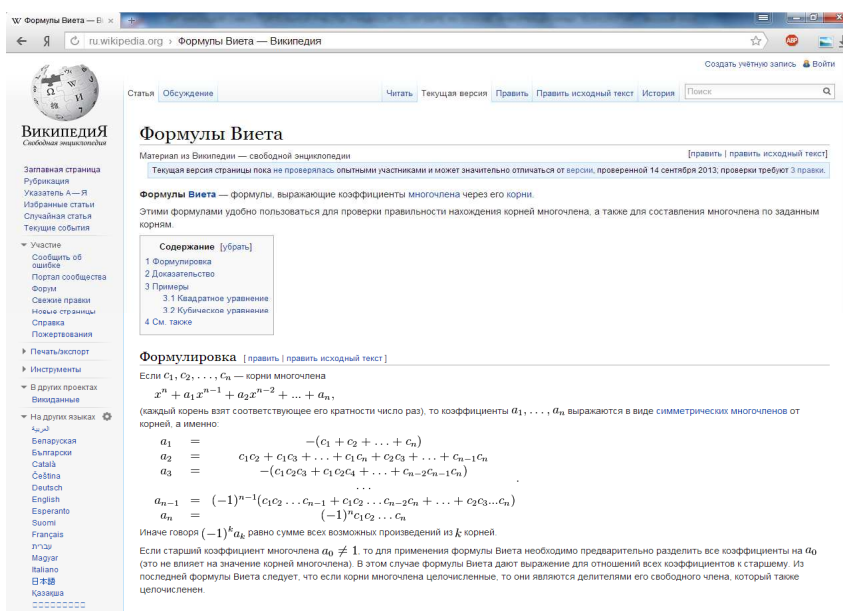 W Формулы Виета — В
ru.wikipedia.org › Формулы Виета — Википедия
ABP
Создать учётную запись Войти
Статья Обсуждение Читать Текущая версия Править Править исходный текст История Поиск
ВикипедиЯ
Свободная энциклопедия
Заглавная страница
Рубрикация
Указатель А — Я
Избранные статьи
Случайная статья
Текущие события
Участие
Сообщить об
ошибке
Портал сообщества
Форум
Свежие правки
Новые страницы
Справка
Пожертвования
Печать/экспорт
Инструменты
В других проектах
Викиданные
На других языках
العربية
Беларуская
Български
Català
Čeština
Deutsch
English
Esperanto
Suomi
Français
עברית
Magyar
Italiano
日本語
Қазақша
Формулы Виета
Материал из Википедии — свободной энциклопедии
[править | править исходный текст]
Текущая версия страницы пока не проверялась опытными участниками и может значительно отличаться от версии, проверенной 14 сентября 2013; проверки требуют 3 правки.
Формулы Виета — формулы, выражающие коэффициенты многочлена через его корни.
Этими формулами удобно пользоваться для проверки правильности нахождения корней многочлена, а также для составления многочлена по заданным
корням.
Содержание [убрать]
1 Формулировка
2 Доказательство
3 Примеры
3.1 Квадратное уравнение
3.2 Кубическое уравнение
4 См. также
Формулировка [ править | править исходный текст ]
Если c₁, c₂, . . . , cₙ — корни многочлена
xⁿ + a₁xⁿ⁻¹ + a₂xⁿ⁻² + ... + aₙ,
(каждый корень взят соответствующее его кратности число раз), то коэффициенты a₁, . . . , aₙ выражаются в виде симметрических многочленов от
корней, а именно:
a₁ = −(c₁ + c₂ + . . . + cₙ)
a₂ = c₁c₂ + c₁c₃ + . . . + c₁cₙ + c₂c₃ + . . . + cₙ₋₁cₙ
a₃ = −(c₁c₂c₃ + c₁c₂c₄ + . . . + cₙ₋₂cₙ₋₁cₙ)
. . .
aₙ₋₁ = (−1)ⁿ⁻¹(c₁c₂ . . . cₙ₋₁ + c₁c₂ . . . cₙ₋₂cₙ + . . . + c₂c₃...cₙ)
aₙ = (−1)ⁿc₁c₂ . . . cₙ
Иначе говоря (−1)ᵏaₖ равно сумме всех возможных произведений из k корней.
Если старший коэффициент многочлена a₀ ≠ 1, то для применения формулы Виета необходимо предварительно разделить все коэффициенты на a₀
(это не влияет на значение корней многочлена). В этом случае формулы Виета дают выражение для отношений всех коэффициентов к старшему. Из
последней формулы Виета следует, что если корни многочлена целочисленные, то они являются делителями его свободного члена, который также
целочисленен.